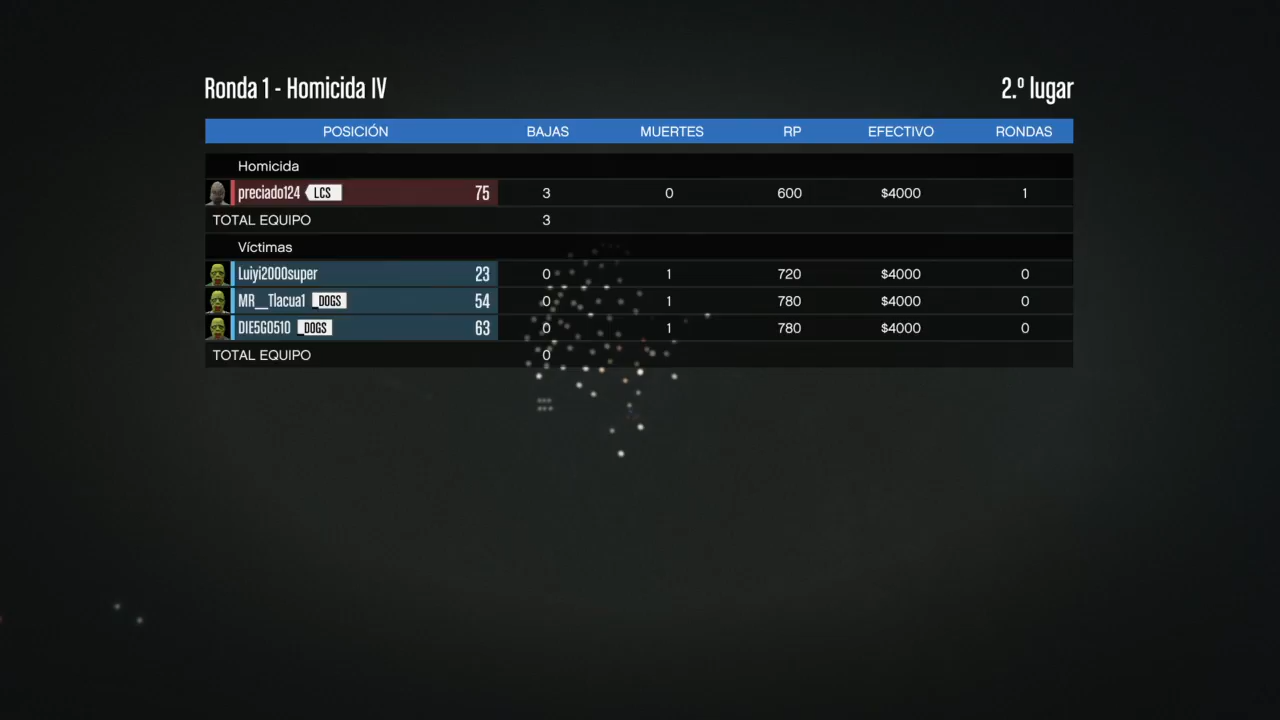 Ronda 1 - Homicida IV 2.º lugar
POSICIÓN BAJAS MUERTES RP EFECTIVO RONDAS
Homicida
preciado124 LCS 75 3 0 600 $4000 1
TOTAL EQUIPO 3
Víctimas
Luiyi2000super 23 0 1 720 $4000 0
MR__Tlacua1 DOGS 54 0 1 780 $4000 0
DIE5GO510 DOGS 63 0 1 780 $4000 0
TOTAL EQUIPO 0